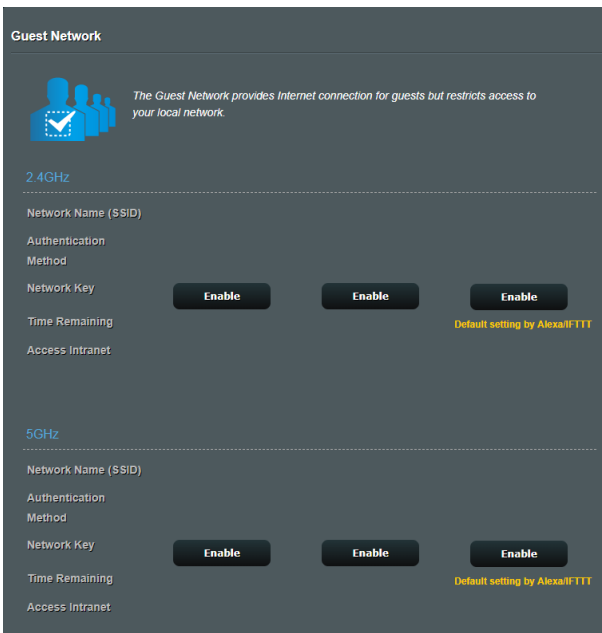 Guest Network
The Guest Network provides Internet connection for guests but restricts access to
your local network.
2.4GHz
Network Name (SSID)
Authentication
Method
Network Key
Enable Enable Enable
Time Remaining
Default setting by Alexa/IFTTT
Access Intranet
5GHz
Network Name (SSID)
Authentication
Method
Network Key
Enable Enable Enable
Time Remaining
Default setting by Alexa/IFTTT
Access Intranet